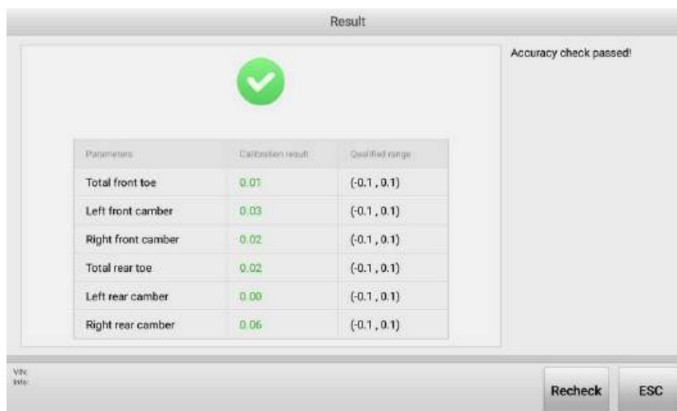 Result
Accuracy check passed!
Parameters Calibration result Qualified range
Total front toe 0.01 (-0.1 , 0.1)
Left front camber 0.03 (-0.1 , 0.1)
Right front camber 0.02 (-0.1 , 0.1)
Total rear toe 0.02 (-0.1 , 0.1)
Left rear camber 0.00 (-0.1 , 0.1)
Right rear camber 0.06 (-0.1 , 0.1)
VIN:
Info:
Recheck ESC